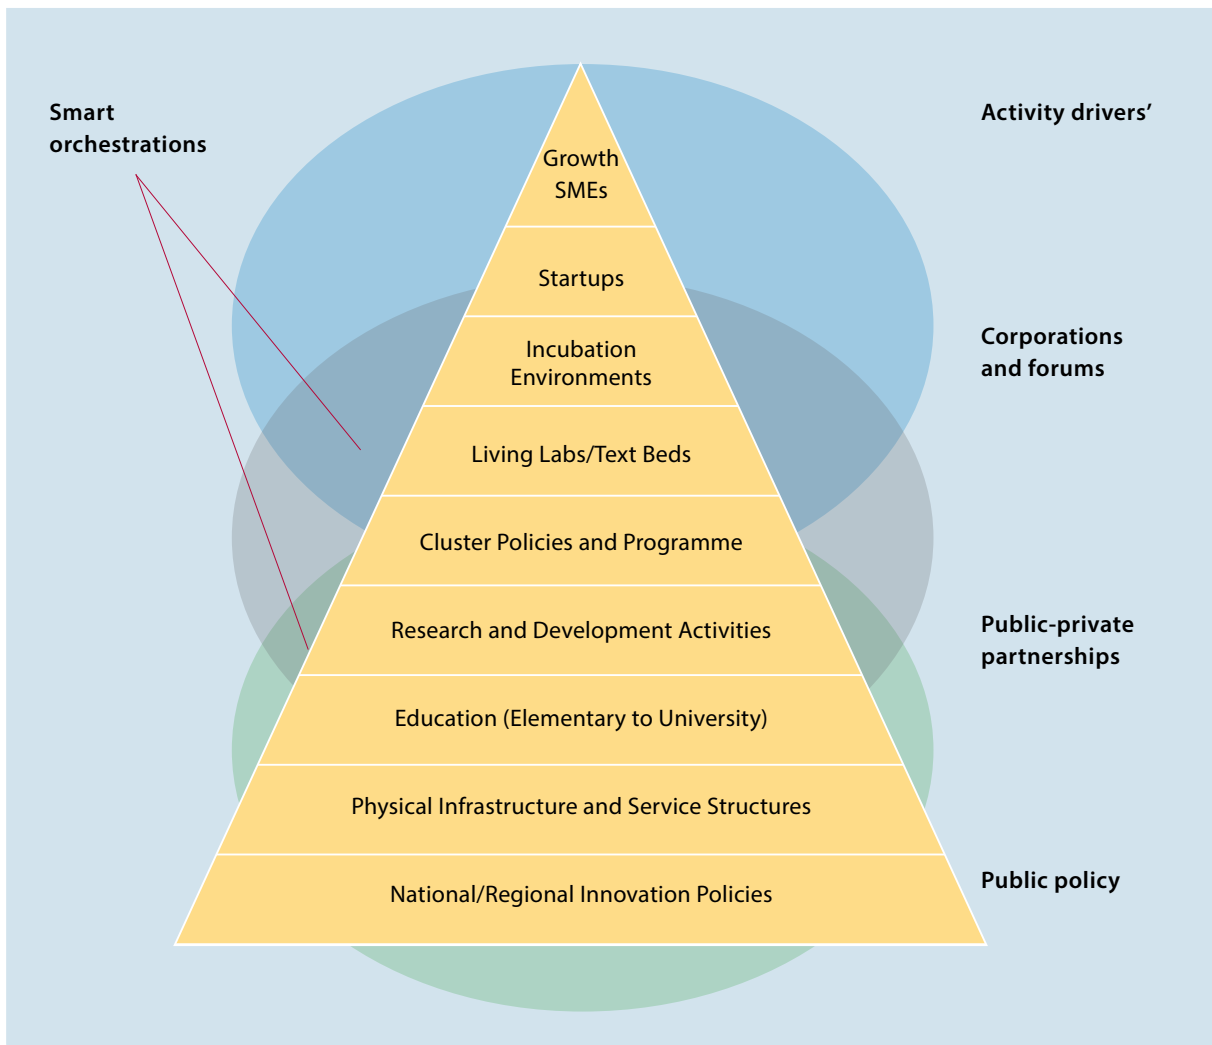 Smart
orchestrations
Activity drivers’
Growth
SMEs
Startups
Corporations
and forums
Incubation
Environments
Living Labs/Text Beds
Cluster Policies and Programme
Research and Development Activities
Public-private
partnerships
Education (Elementary to University)
Physical Infrastructure and Service Structures
Public policy
National/Regional Innovation Policies